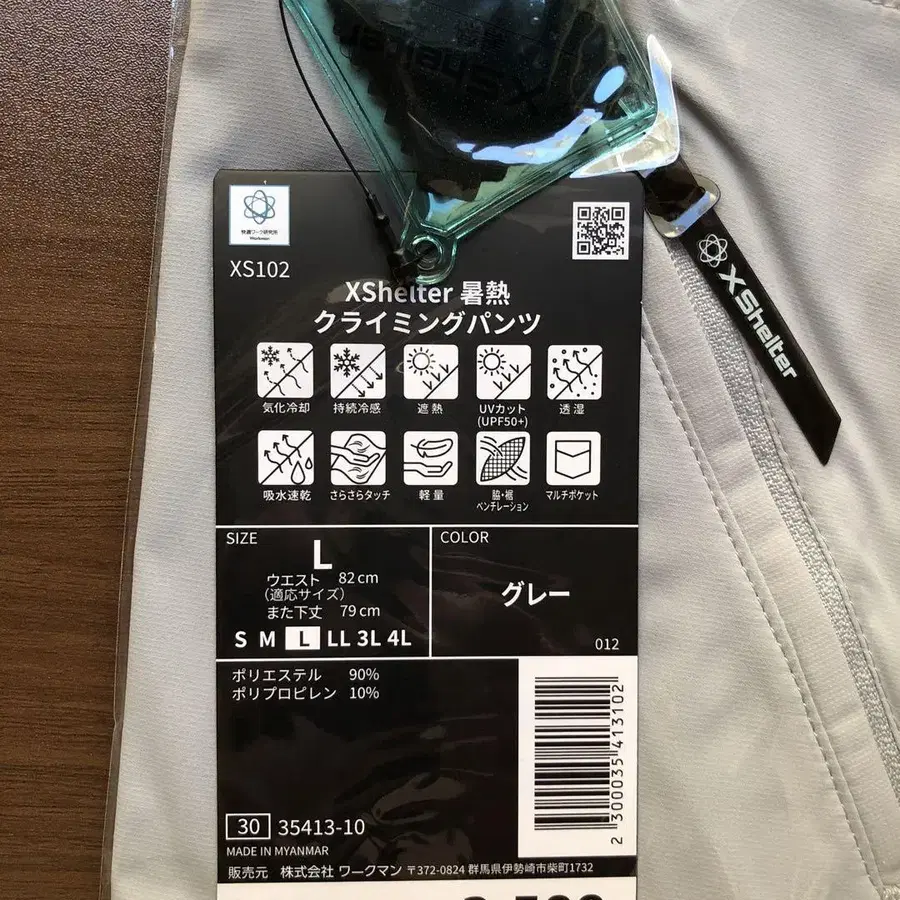 快適ワーク研究所
Workman
XS102
XShelter 暑熱
クライミングパンツ
気化冷却 持続冷感 遮熱 UVカット 透湿
(UPF50+)
吸水速乾 さらさらタッチ 軽量 脇・裾 マルチポケット
ベンチレーション
XShelter
SIZE
L
ウエスト 82cm
(適応サイズ)
また下丈 79cm
S M L LL 3L 4L
COLOR
グレー
012
ポリエステル 90%
ポリプロピレン 10%
2 300035 413102
30 35413-10
MADE IN MYANMAR
販売元 株式会社 ワークマン 〒372-0824 群馬県伊勢崎市柴町1732